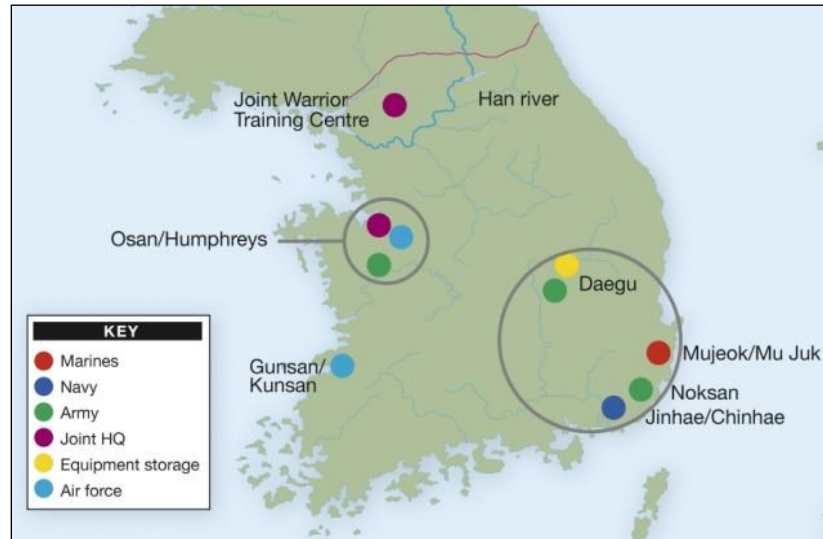 Joint Warrior
Training Centre
Han river
Osan/Humphreys
Daegu
Gunsan/
Kunsan
Mujeok/Mu Juk
Noksan
Jinhae/Chinhae
KEY
Marines
Navy
Army
Joint HQ
Equipment storage
Air force